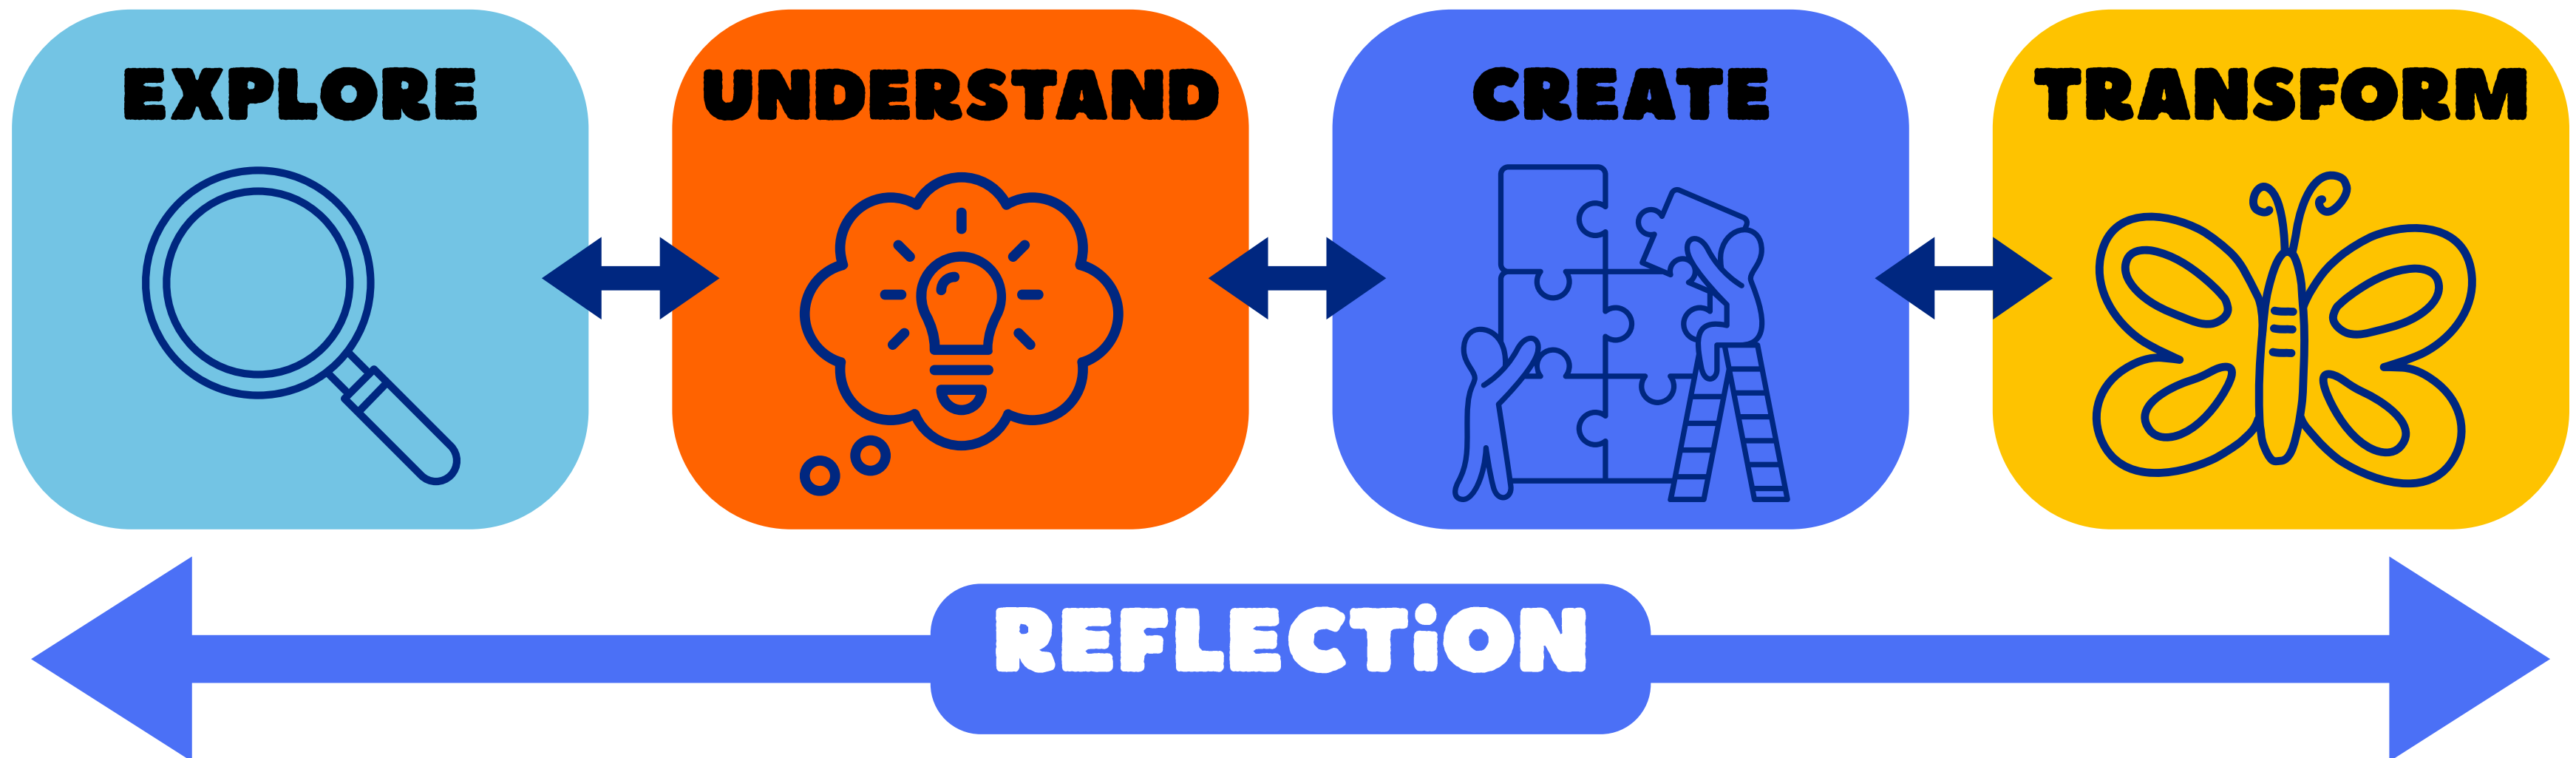 EXPLORE
UNDERSTAND
CREATE
TRANSFORM
REFLECTiON